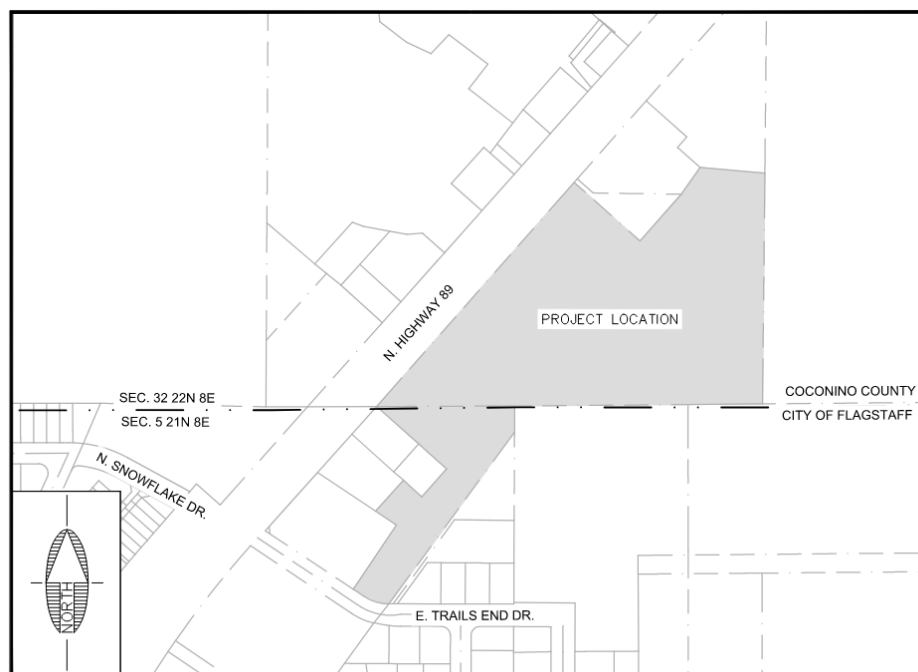 N. HIGHWAY 89
PROJECT LOCATION
SEC. 32 22N 8E
COCONINO COUNTY
SEC. 5 21N 8E
CITY OF FLAGSTAFF
N. SNOWFLAKE DR.
NORTH
E. TRAILS END DR.